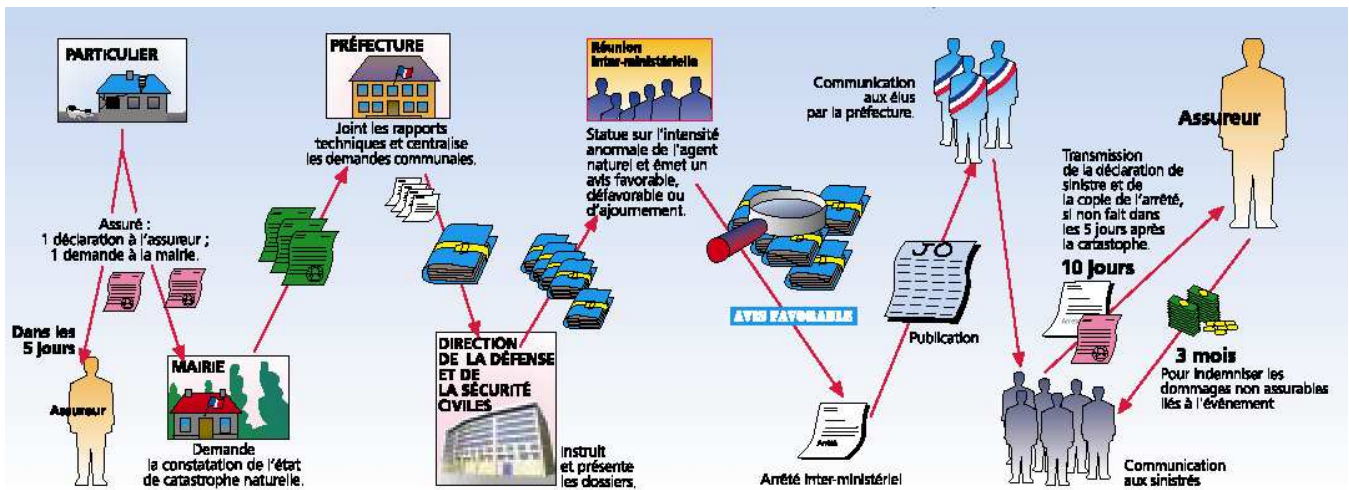 PARTICULIER
Assuré :
1 déclaration à l'assureur ;
1 demande à la mairie.
Dans les
5 jours
Assureur
MAIRIE
Demande
la constatation de l'état
de catastrophe naturelle.
PRÉFECTURE
Joint les rapports
techniques et centralise
les demandes communales.
DIRECTION
DE LA DÉFENSE
ET DE
LA SÉCURITÉ
CIVILES
Instruit
et présente
les dossiers.
Réunion
Inter-ministérielle
Statue sur l'intensité
anormale de l'agent
naturel et émet un
avis favorable,
défavorable ou
d'ajournement.
AVIS FAVORABLE
Arrêté
Arrêté Inter-ministériel
JO
Publication
Communication
aux élus
par la préfecture.
Transmission
de la déclaration de
sinistre et de
la copie de l'arrêté,
si non fait dans
les 5 jours après
la catastrophe.
10 jours
Arrêté
Assureur
3 mois
Pour indemniser les
dommages non assurables
liés à l'événement
Communication
aux sinistrés